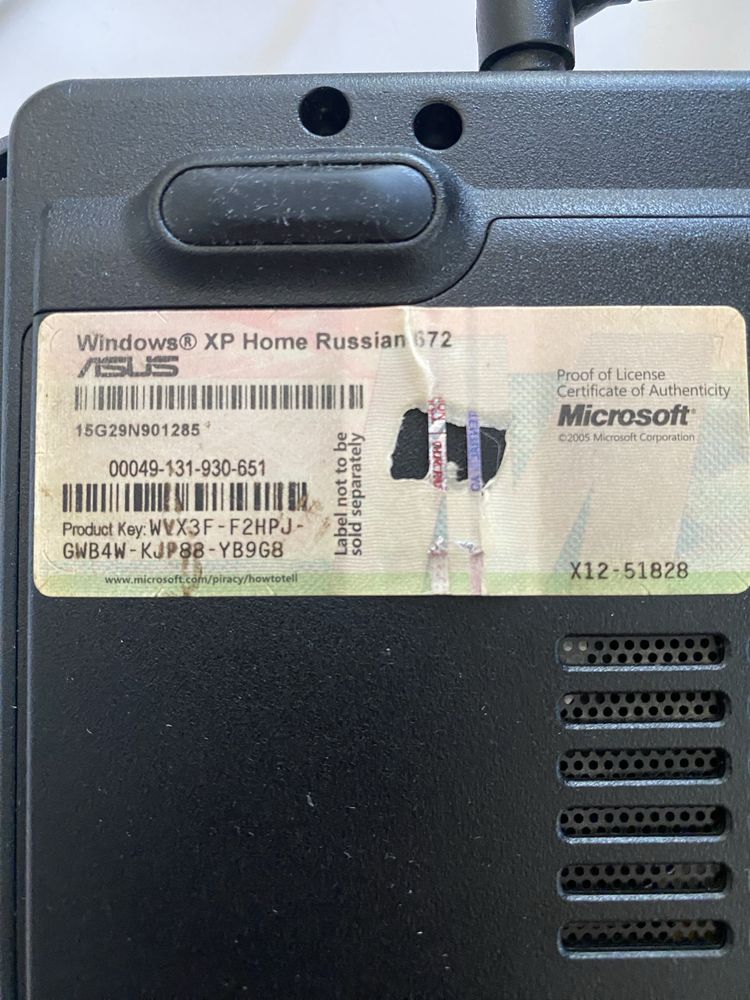 Windows® XP Home Russian 672
ASUS
15G29N901285
00049-131-930-651
Product Key: WVX3F-F2HPJ-
GWB4W-KJP88-YB9G8
www.microsoft.com/piracy/howtotell
Label not to be
sold separately
Proof of License
Certificate of Authenticity
Microsoft®
©2005 Microsoft Corporation
X12-51828